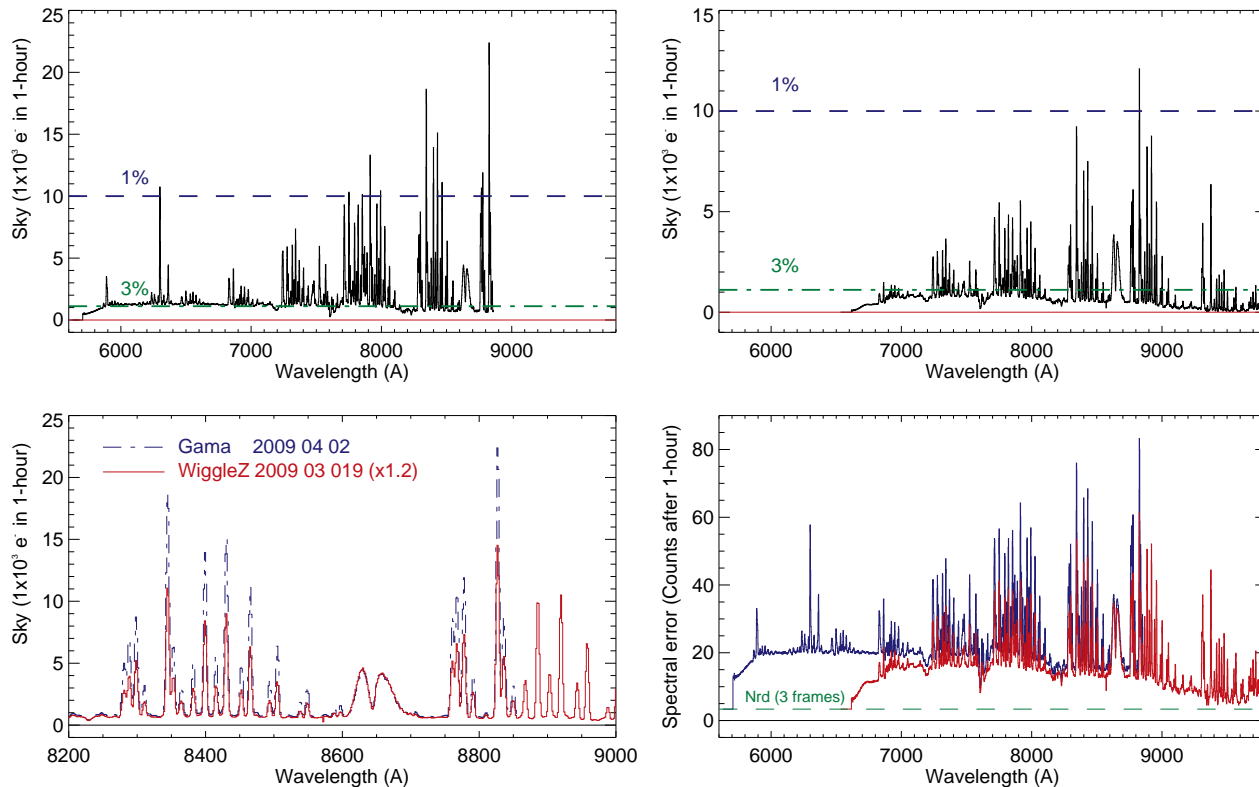 25
20
15
10
5
0
Sky (1x10³ e⁻ in 1-hour)
1%
3%
6000 7000 8000 9000
Wavelength (A)
15
10
5
0
Sky (1x10³ e⁻ in 1-hour)
1%
3%
6000 7000 8000 9000
Wavelength (A)
25
20
15
10
5
0
Sky (1x10³ e⁻ in 1-hour)
Gama 2009 04 02
WiggleZ 2009 03 019 (x1.2)
8200 8400 8600 8800 9000
Wavelength (A)
80
60
40
20
0
Spectral error (Counts after 1-hour)
Nrd (3 frames)
6000 7000 8000 9000
Wavelength (A)